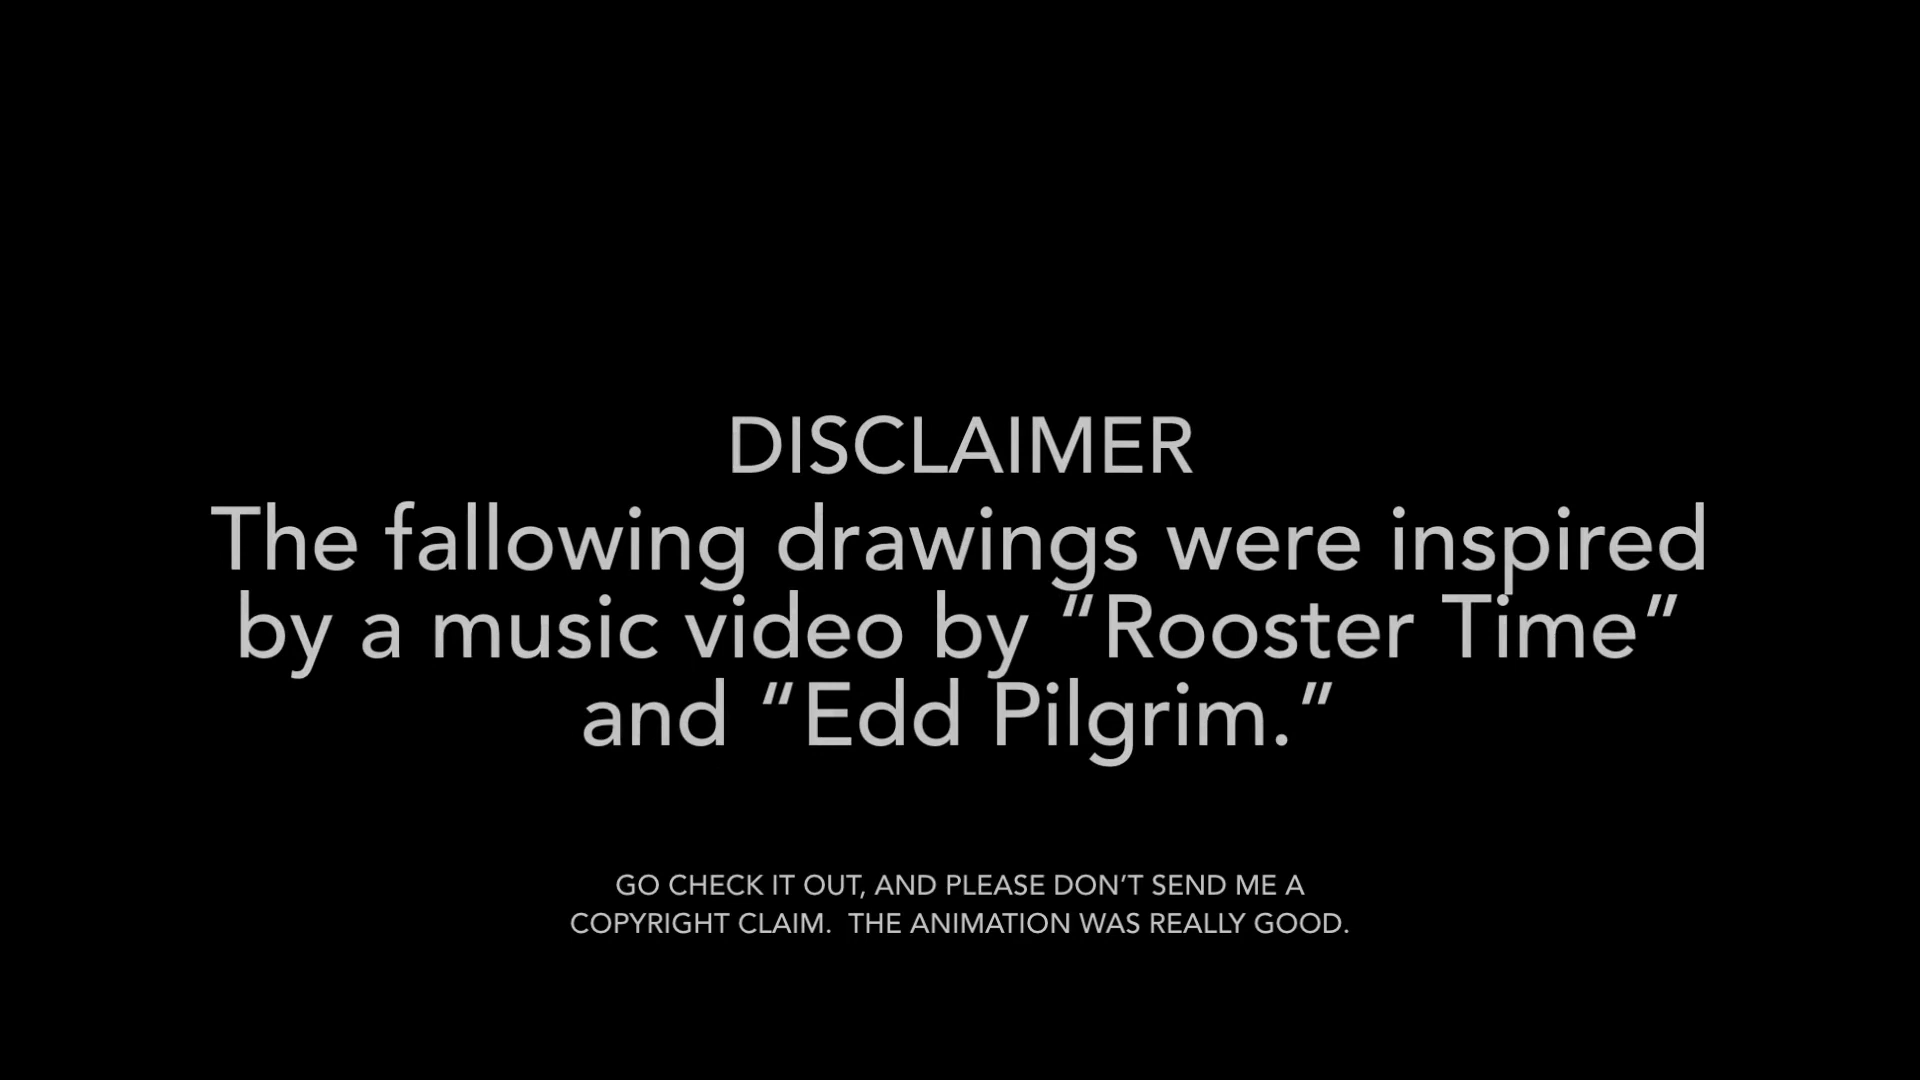 DISCLAIMER
The fallowing drawings were inspired
by a music video by “Rooster Time”
and “Edd Pilgrim.”
GO CHECK IT OUT, AND PLEASE DON’T SEND ME A
COPYRIGHT CLAIM.  THE ANIMATION WAS REALLY GOOD.